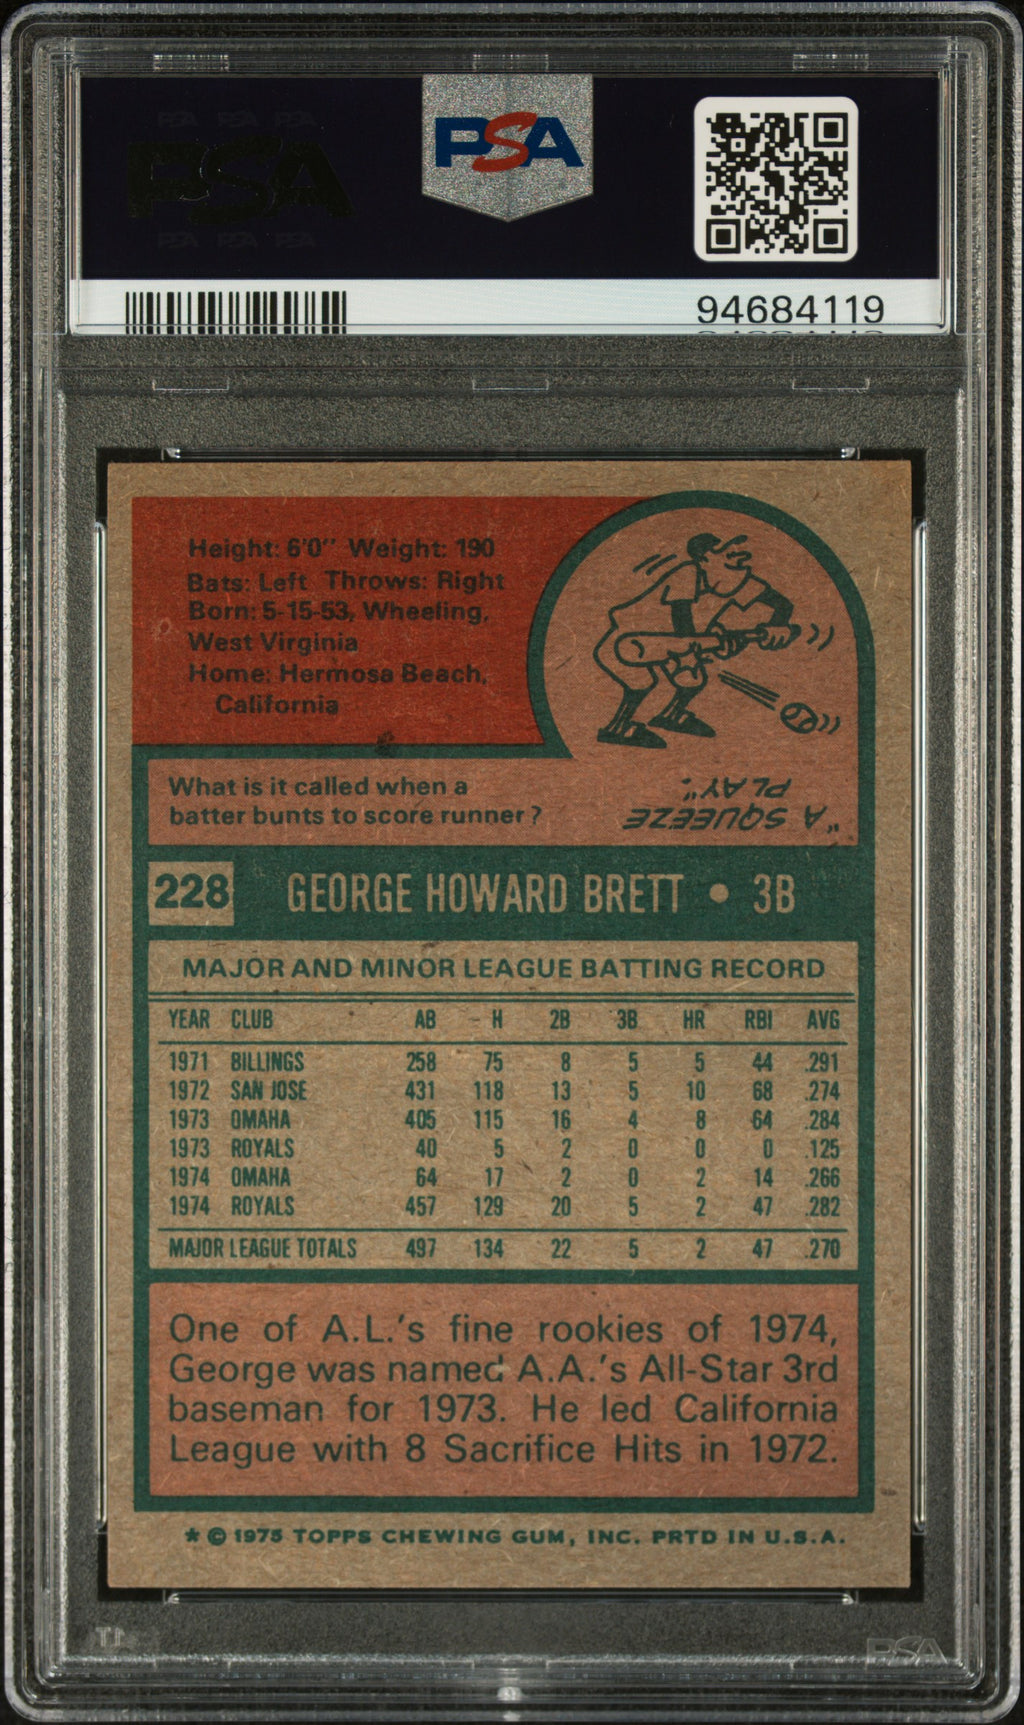 PSA PSA PSA
PSA
PSA PSA PSA
PSA
94684119
Height: 6'0" Weight: 190
Bats: Left Throws: Right
Born: 5-15-53, Wheeling,
West Virginia
Home: Hermosa Beach,
California
What is it called when a
batter bunts to score runner?
"A SQUEEZE
PLAY".
228 GEORGE HOWARD BRETT • 3B
MAJOR AND MINOR LEAGUE BATTING RECORD
YEAR CLUB AB H 2B 3B HR RBI AVG
1971 BILLINGS 258 75 8 5 5 44 .291
1972 SAN JOSE 431 118 13 5 10 68 .274
1973 OMAHA 405 115 16 4 8 64 .284
1973 ROYALS 40 5 2 0 0 0 .125
1974 OMAHA 64 17 2 0 2 14 .266
1974 ROYALS 457 129 20 5 2 47 .282
MAJOR LEAGUE TOTALS 497 134 22 5 2 47 .270
One of A.L.'s fine rookies of 1974,
George was named A.A.'s All-Star 3rd
baseman for 1973. He led California
League with 8 Sacrifice Hits in 1972.
* © 1975 TOPPS CHEWING GUM, INC. PRTD IN U.S.A.
PSA